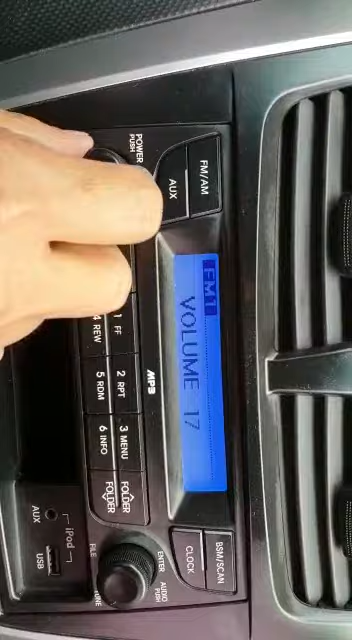 FM/AM
AUX
POWER
PUSH
FM1
VOLUME 17
MP3
1 FF
4 REW
2 RPT
5 RDM
3 MENU
6 INFO
FOLDER
FOLDER
BSM/SCAN
CLOCK
ENTER
AUDIO
PUSH
FILE
iPod
AUX
USB